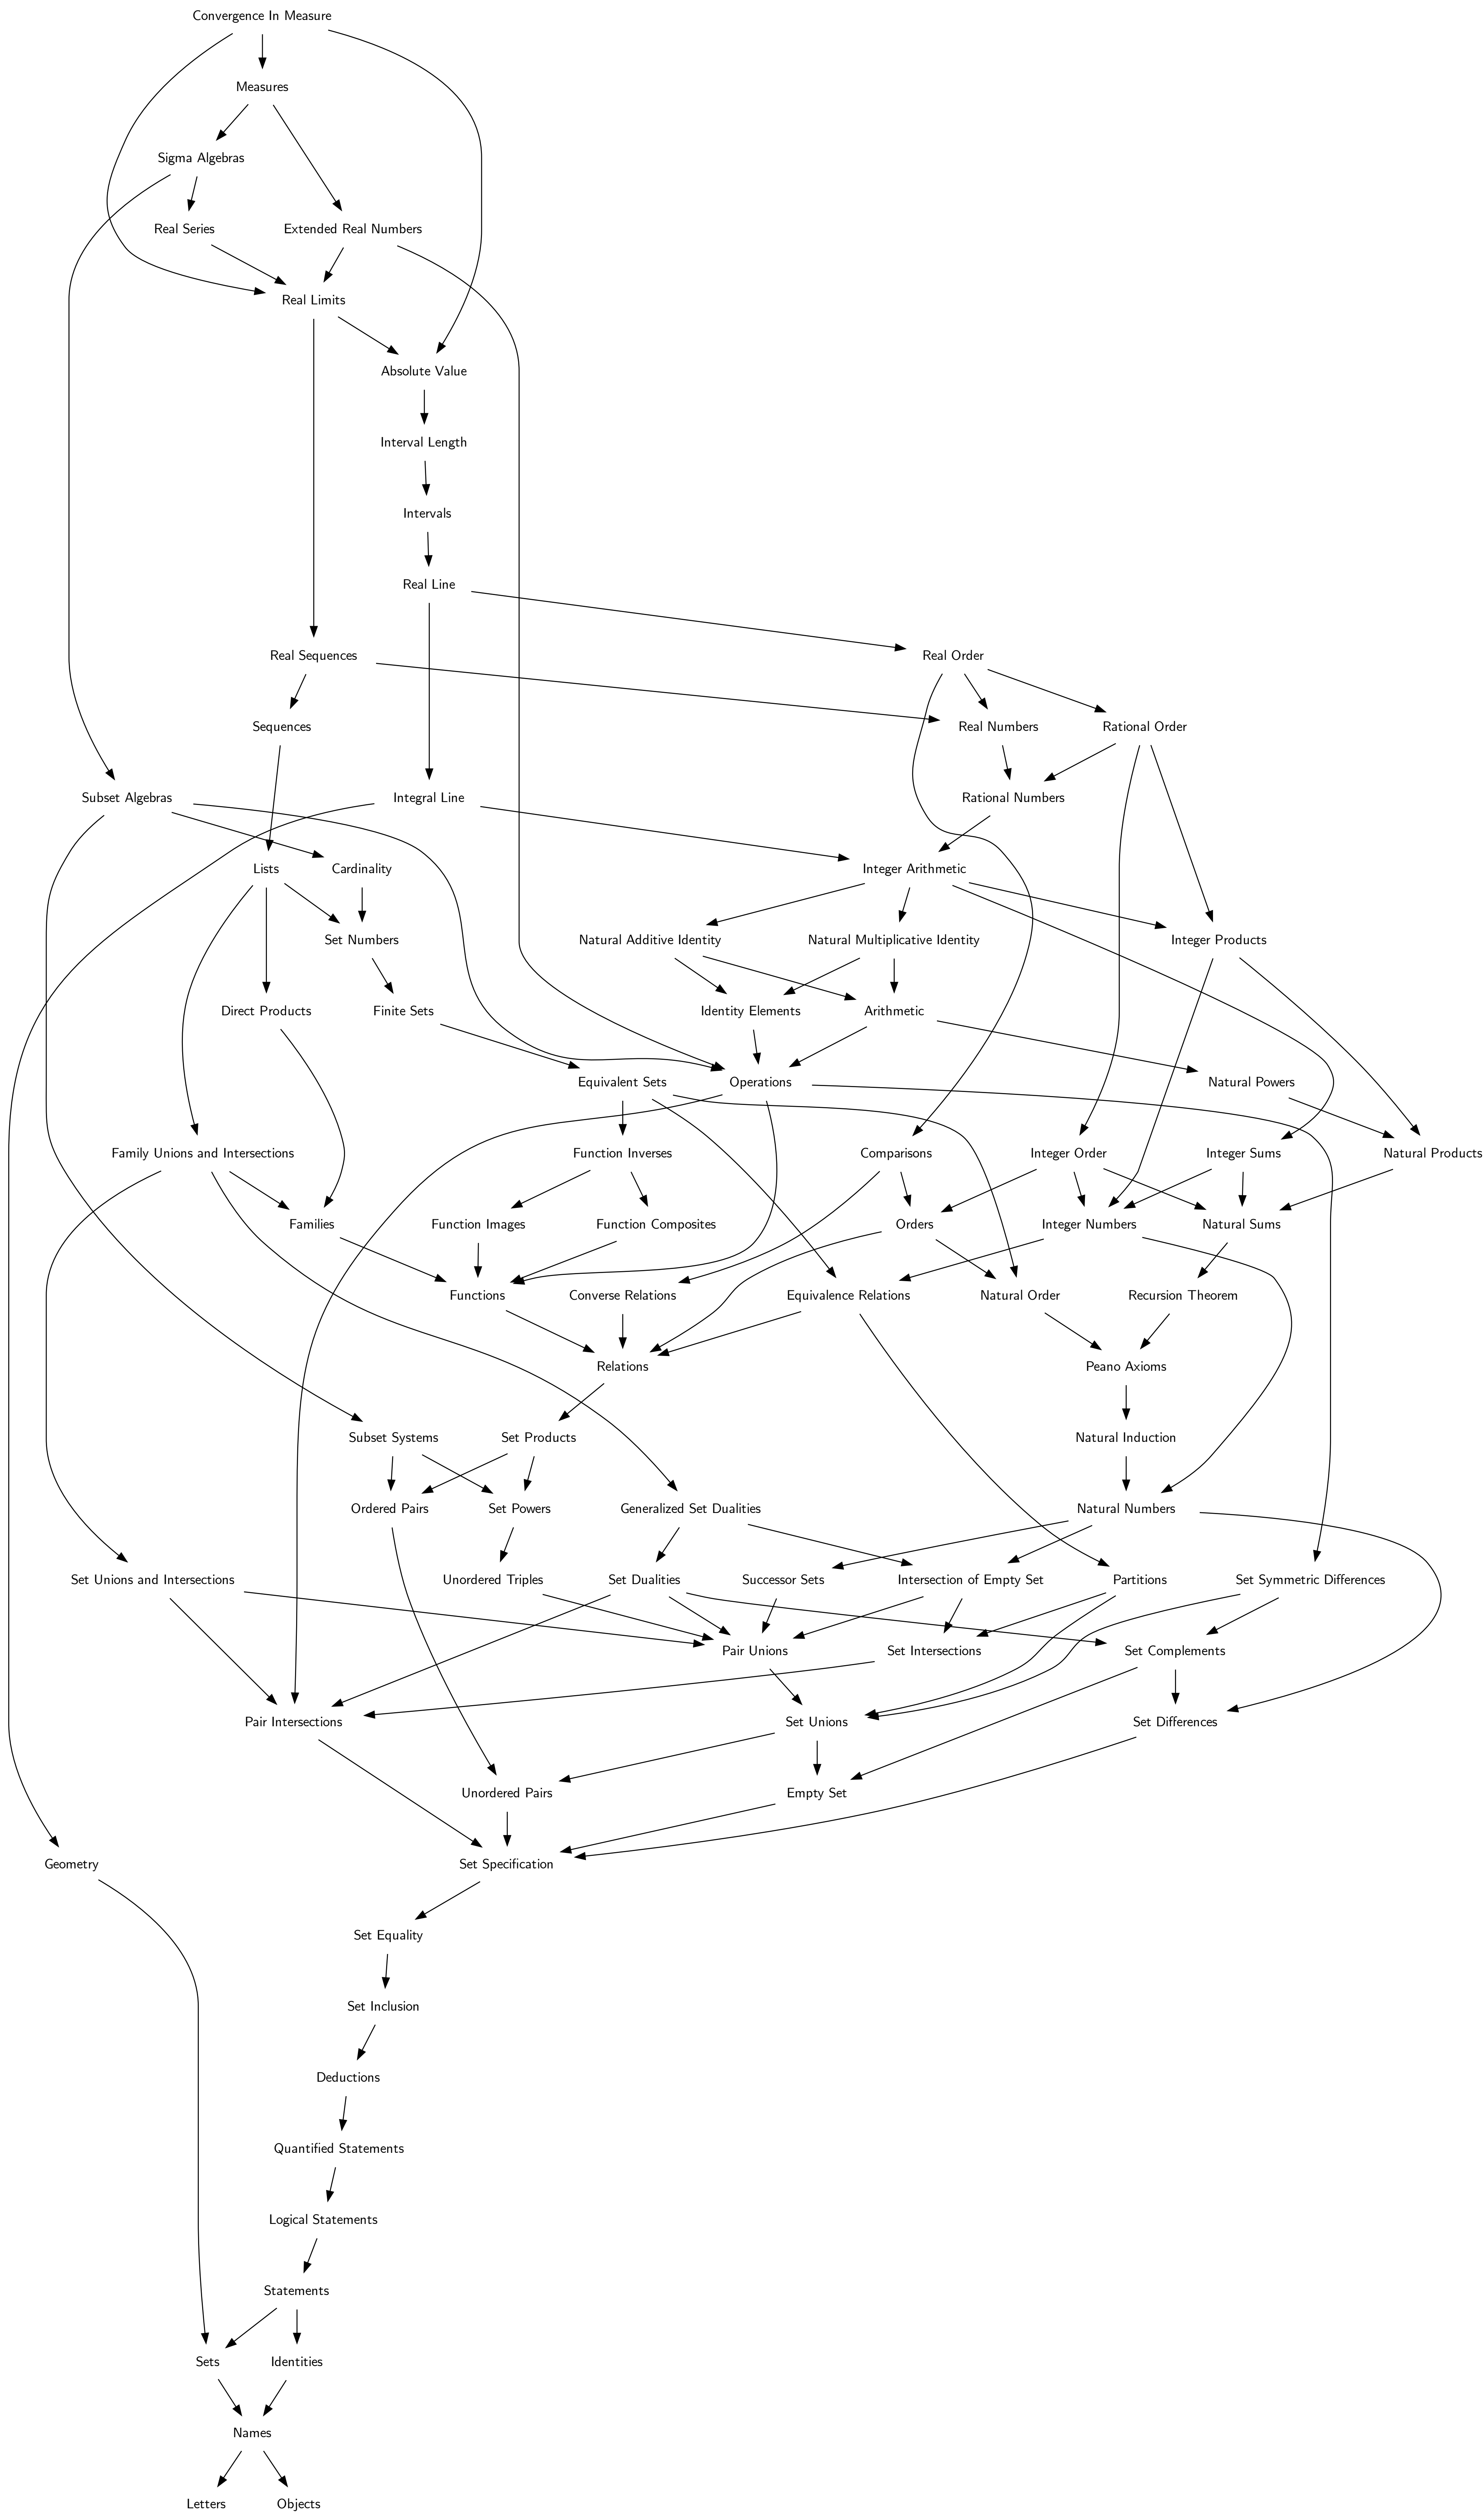 Convergence In Measure
Measures
Sigma Algebras
Real Series
Extended Real Numbers
Real Limits
Absolute Value
Interval Length
Intervals
Real Line
Real Sequences
Real Order
Sequences
Real Numbers
Rational Order
Subset Algebras
Integral Line
Rational Numbers
Lists
Cardinality
Integer Arithmetic
Set Numbers
Natural Additive Identity
Natural Multiplicative Identity
Integer Products
Direct Products
Finite Sets
Identity Elements
Arithmetic
Equivalent Sets
Operations
Natural Powers
Family Unions and Intersections
Function Inverses
Comparisons
Integer Order
Integer Sums
Natural Products
Families
Function Images
Function Composites
Orders
Integer Numbers
Natural Sums
Functions
Converse Relations
Equivalence Relations
Natural Order
Recursion Theorem
Relations
Peano Axioms
Subset Systems
Set Products
Natural Induction
Ordered Pairs
Set Powers
Generalized Set Dualities
Natural Numbers
Set Unions and Intersections
Unordered Triples
Set Dualities
Successor Sets
Intersection of Empty Set
Partitions
Set Symmetric Differences
Pair Unions
Set Intersections
Set Complements
Pair Intersections
Set Unions
Set Differences
Unordered Pairs
Empty Set
Geometry
Set Specification
Set Equality
Set Inclusion
Deductions
Quantified Statements
Logical Statements
Statements
Sets
Identities
Names
Letters
Objects